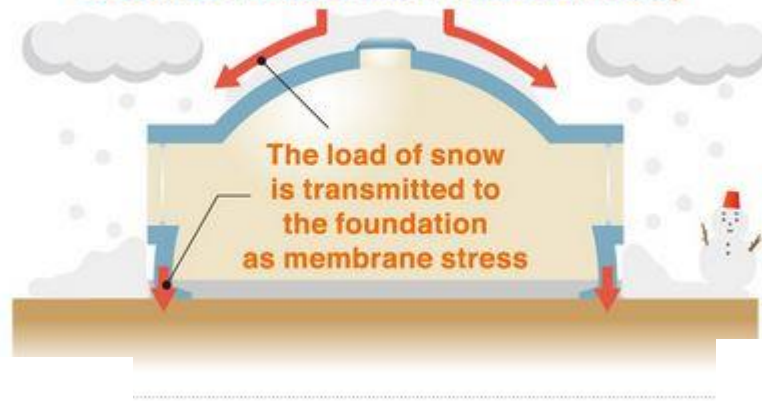 The load of snow
is transmitted to
the foundation
as membrane stress